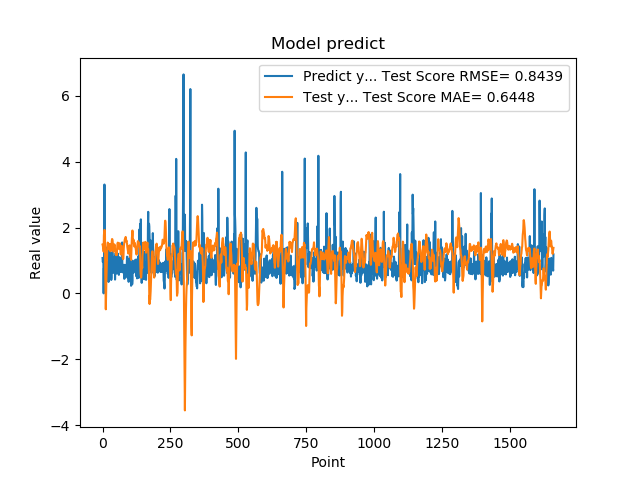 Model predict
Predict y... Test Score RMSE= 0.8439
Test y... Test Score MAE= 0.6448
Real value
6
4
2
0
−2
−4
0 250 500 750 1000 1250 1500
Point